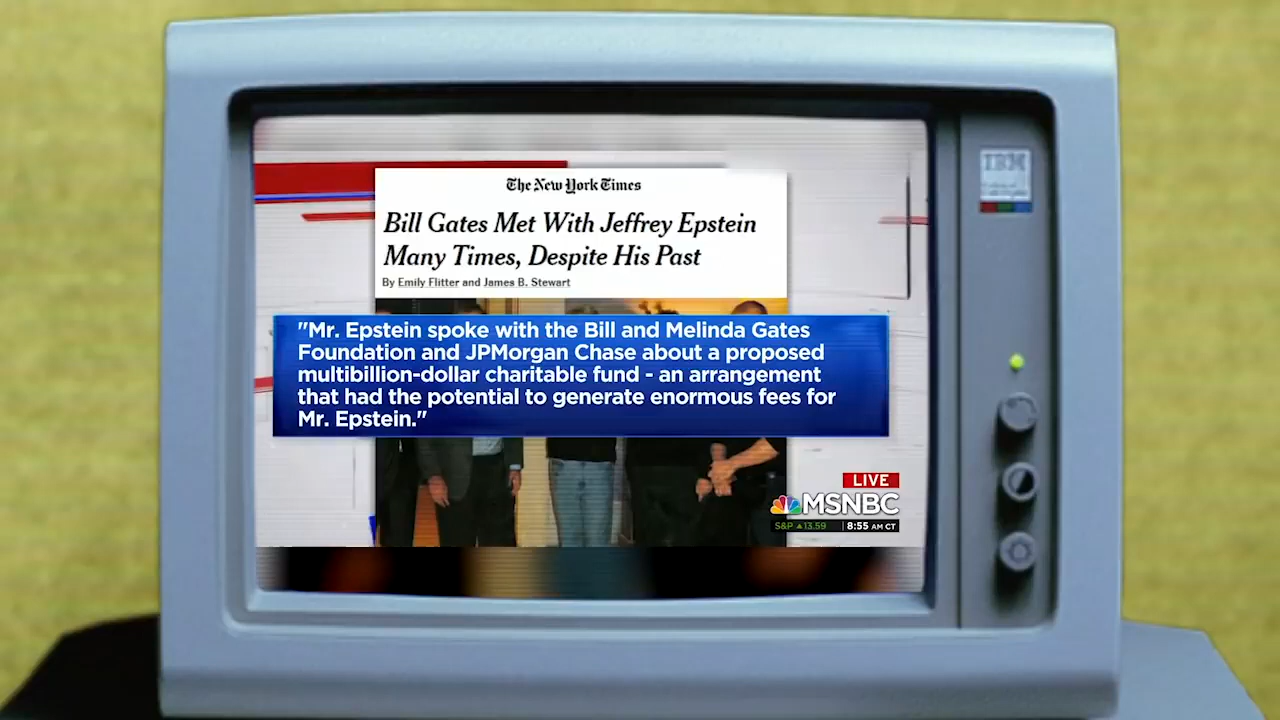 The New York Times
Bill Gates Met With Jeffrey Epstein
Many Times, Despite His Past
By Emily Flitter and James B. Stewart
"Mr. Epstein spoke with the Bill and Melinda Gates
Foundation and JPMorgan Chase about a proposed
multibillion-dollar charitable fund - an arrangement
that had the potential to generate enormous fees for
Mr. Epstein."
LIVE
MSNBC
S&P ▲13.59 8:55 AM CT
IBM